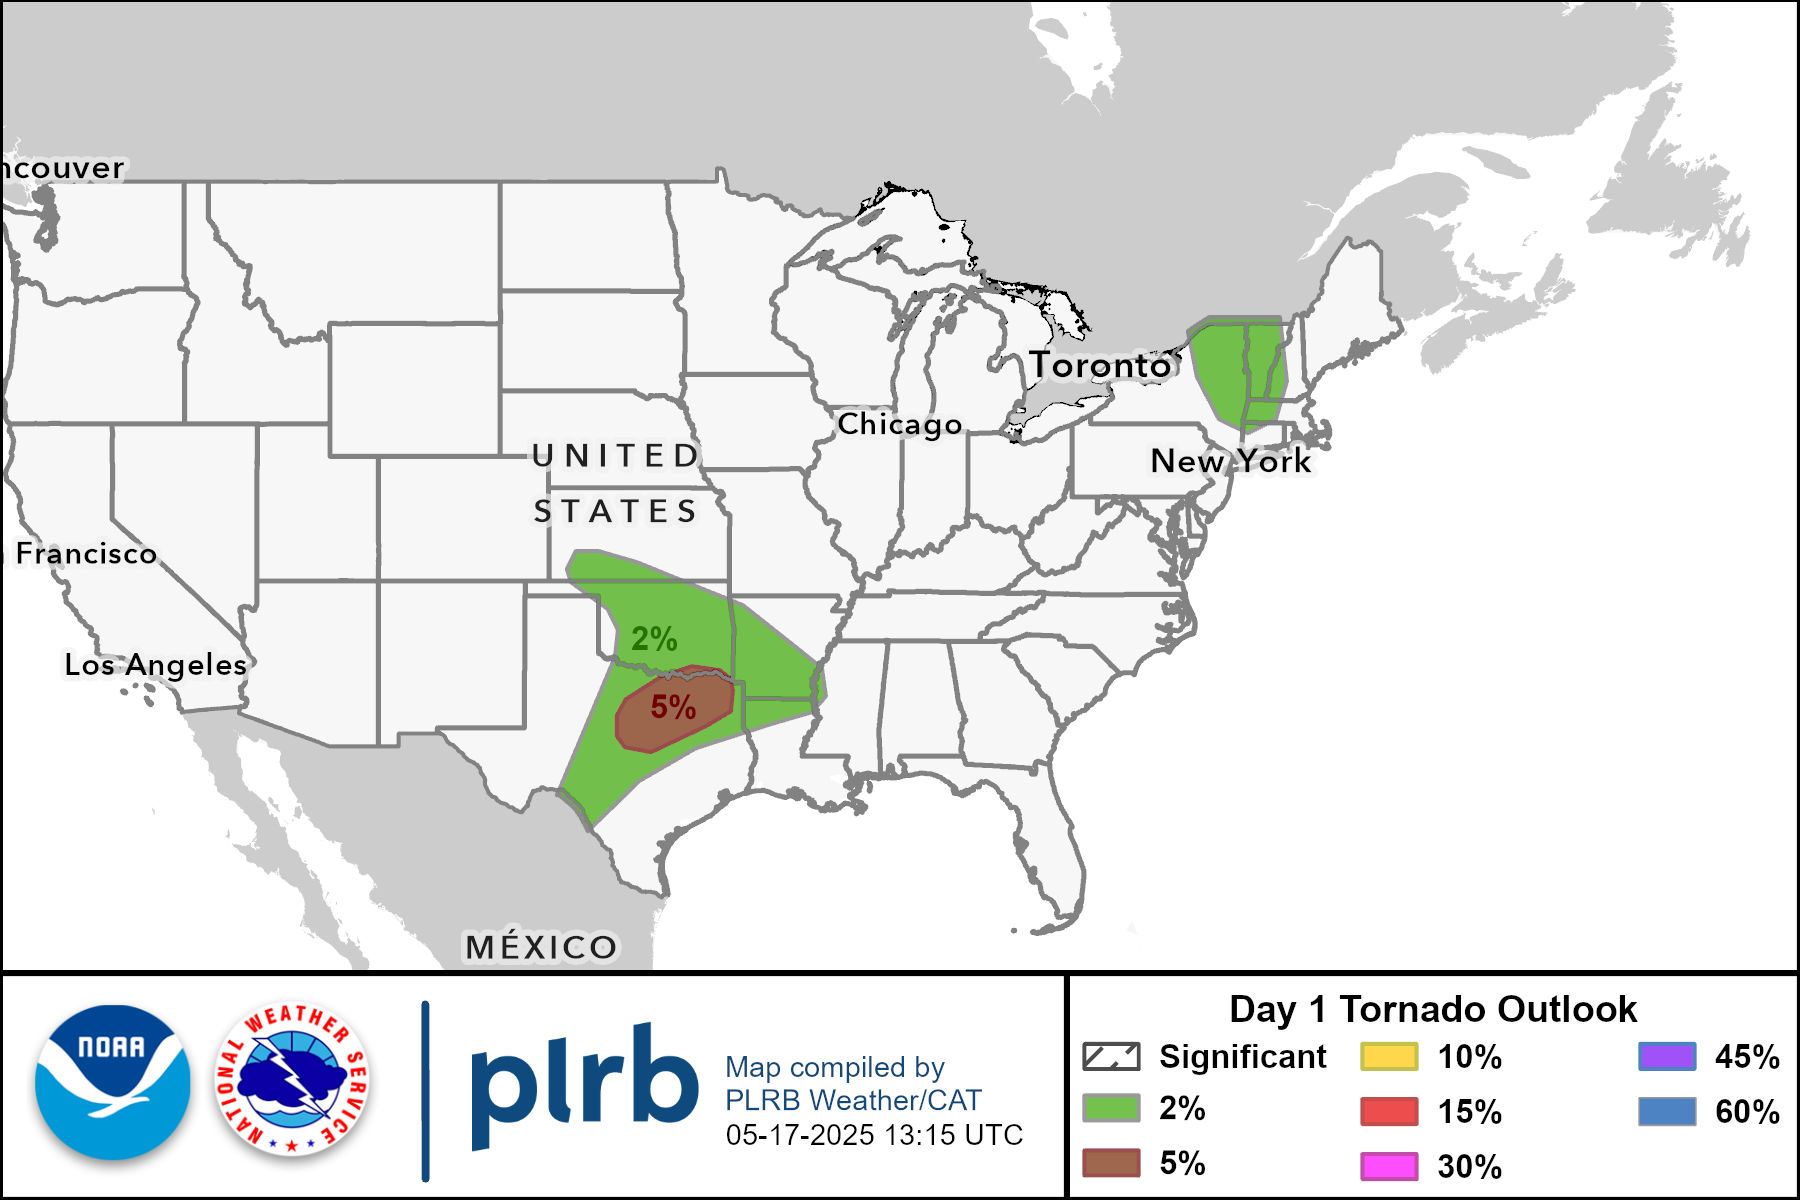 ncouver
Toronto
Chicago
UNITED
New York
STATES
Francisco
2%
Los Angeles
5%
MÉXICO
NOAA
NATIONAL WEATHER SERVICE
plrb
Map compiled by
PLRB Weather/CAT
05-17-2025 13:15 UTC
Day 1 Tornado Outlook
Significant
10%
45%
2%
15%
60%
5%
30%